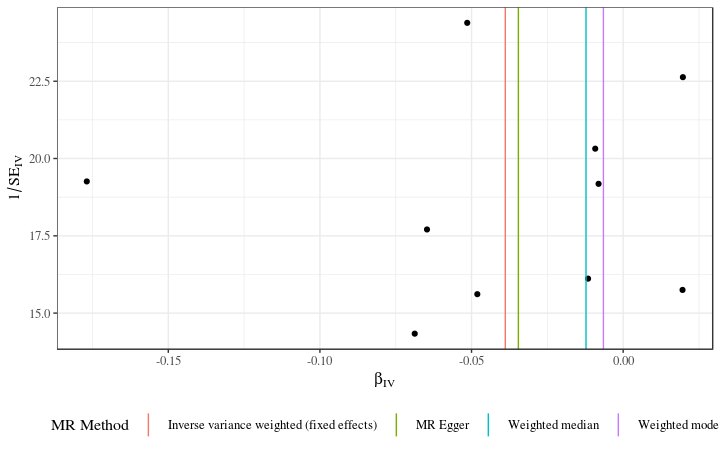 1/SE_IV
22.5
20.0
17.5
15.0
-0.15 -0.10 -0.05 0.00
β_IV
MR Method Inverse variance weighted (fixed effects) MR Egger Weighted median Weighted mode